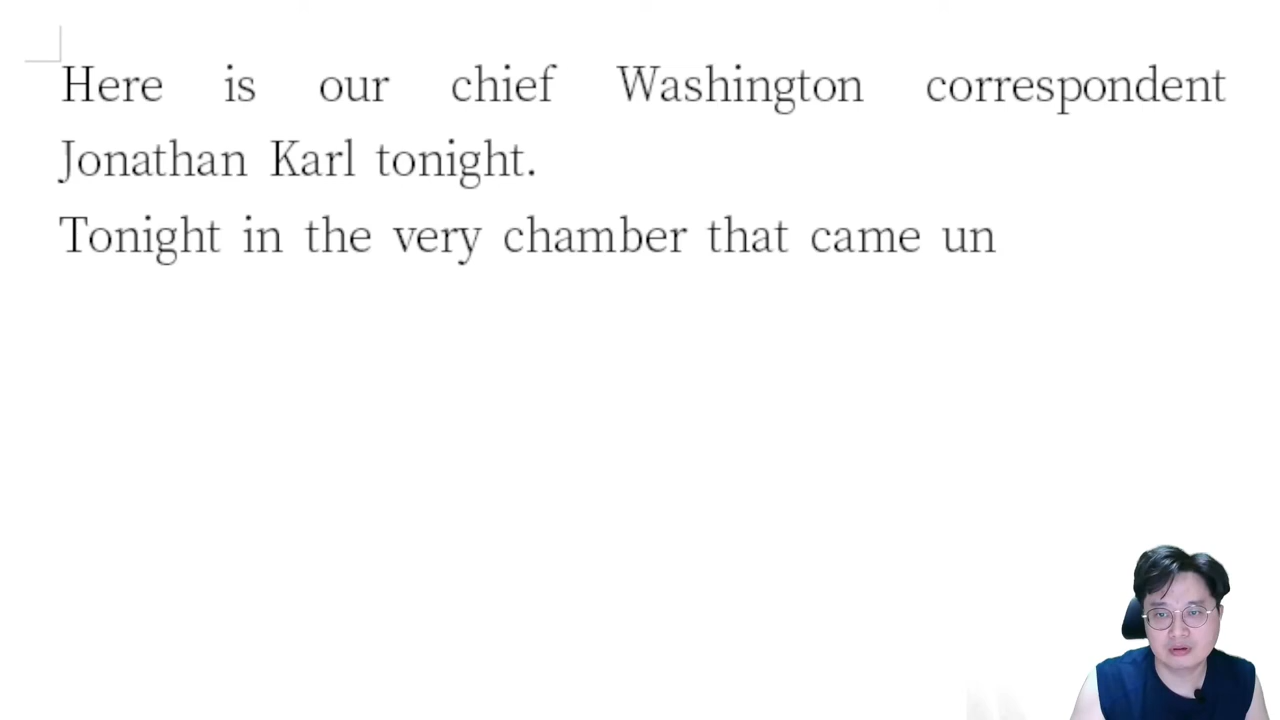 Here is our chief Washington correspondent
Jonathan Karl tonight.
Tonight in the very chamber that came un